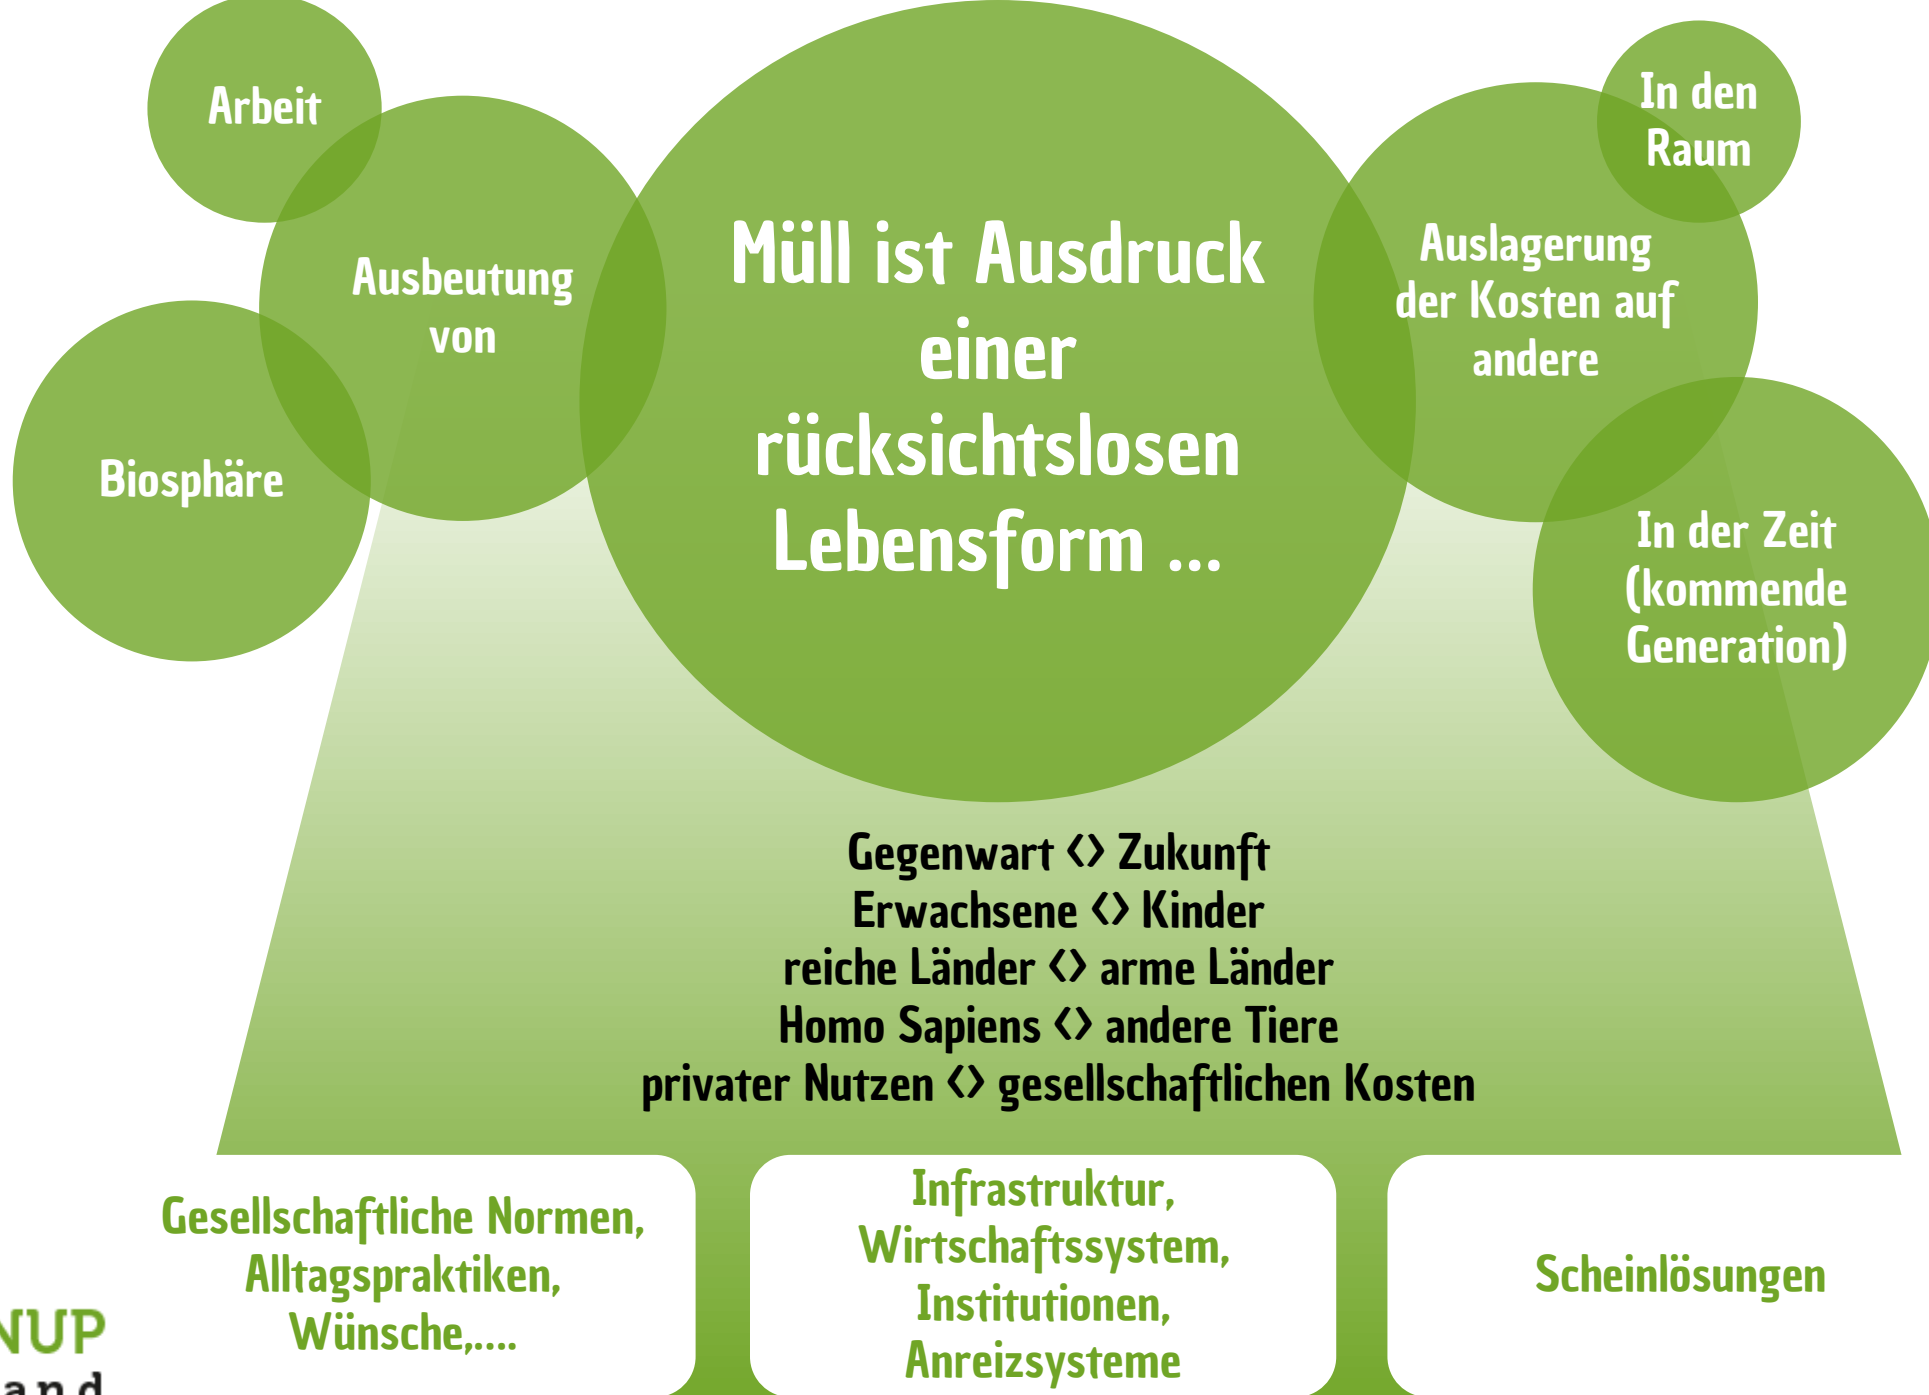 Arbeit
Ausbeutung
von
Biosphäre
Müll ist Ausdruck
einer
rücksichtslosen
Lebensform ...
In den
Raum
Auslagerung
der Kosten auf
andere
In der Zeit
(kommende
Generation)
Gegenwart <> Zukunft
Erwachsene <> Kinder
reiche Länder <> arme Länder
Homo Sapiens <> andere Tiere
privater Nutzen <> gesellschaftlichen Kosten
Gesellschaftliche Normen,
Alltagspraktiken,
Wünsche,....
Infrastruktur,
Wirtschaftssystem,
Institutionen,
Anreizsysteme
Scheinlösungen
NUP
and